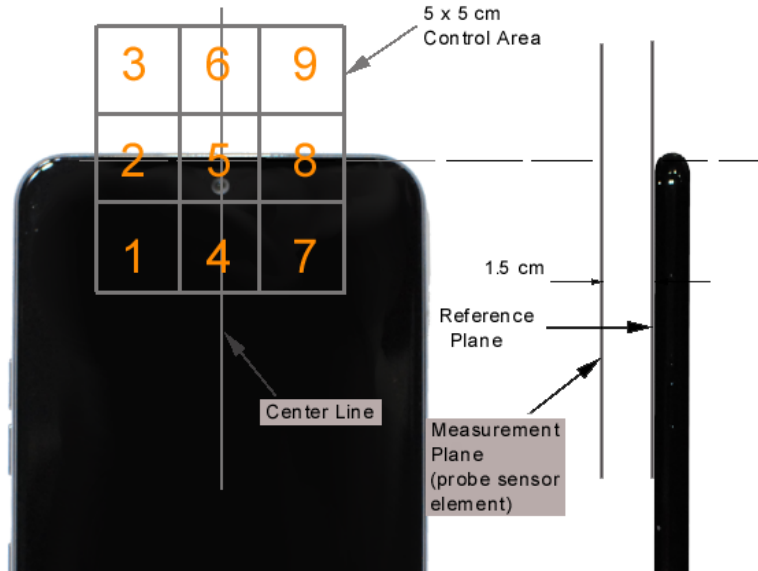 5 x 5 cm
Control Area
3 6 9
2 5 8
1 4 7
1.5 cm
Reference
Plane
Center Line
Measurement
Plane
(probe sensor
element)